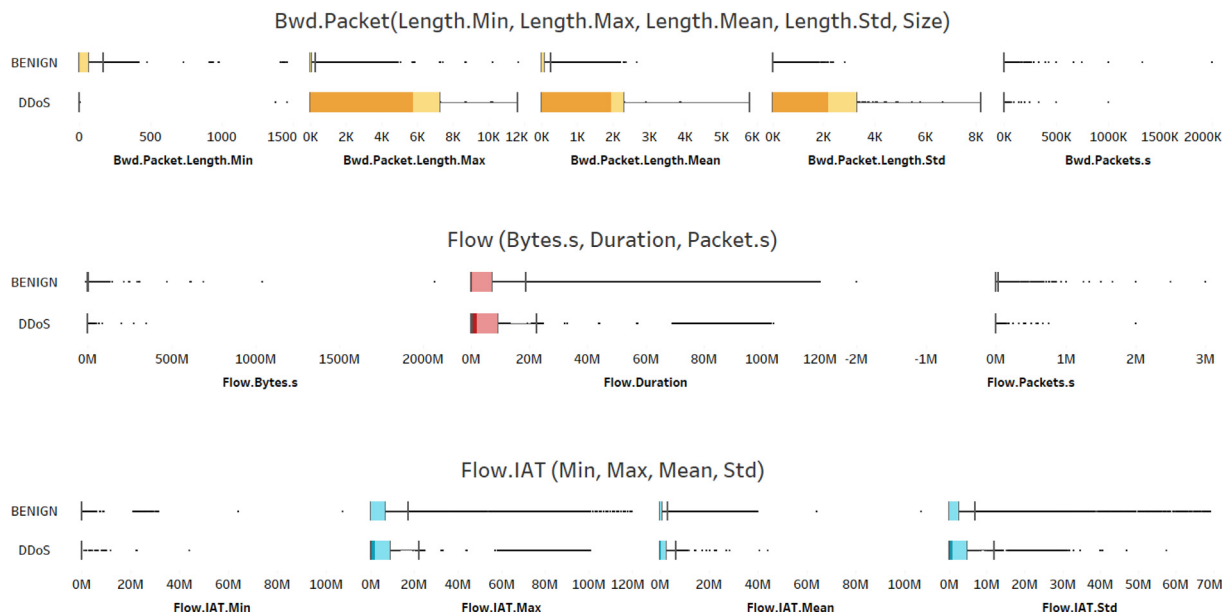 Bwd.Packet(Length.Min, Length.Max, Length.Mean, Length.Std, Size)
BENIGN
DDoS
0 500 1000 1500 0K 2K 4K 6K 8K 10K 12K 0K 1K 2K 3K 4K 5K 6K 0K 2K 4K 6K 8K 0K 500K 1000K 1500K 2000K
Bwd.Packet.Length.Min Bwd.Packet.Length.Max Bwd.Packet.Length.Mean Bwd.Packet.Length.Std Bwd.Packets.s
Flow (Bytes.s, Duration, Packet.s)
BENIGN
DDoS
0M 500M 1000M 1500M 2000M 0M 20M 40M 60M 80M 100M 120M -2M -1M 0M 1M 2M 3M
Flow.Bytes.s Flow.Duration Flow.Packets.s
Flow.IAT (Min, Max, Mean, Std)
BENIGN
DDoS
0M 20M 40M 60M 80M 100M 0M 20M 40M 60M 80M 100M 120M 0M 20M 40M 60M 80M 100M 0M 10M 20M 30M 40M 50M 60M 70M
Flow.IAT.Min Flow.IAT.Max Flow.IAT.Mean Flow.IAT.Std